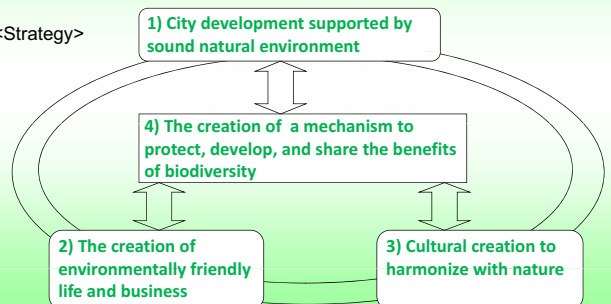 <Strategy>
1) City development supported by
sound natural environment
4) The creation of a mechanism to
protect, develop, and share the benefits
of biodiversity
2) The creation of
environmentally friendly
life and business
3) Cultural creation to
harmonize with nature